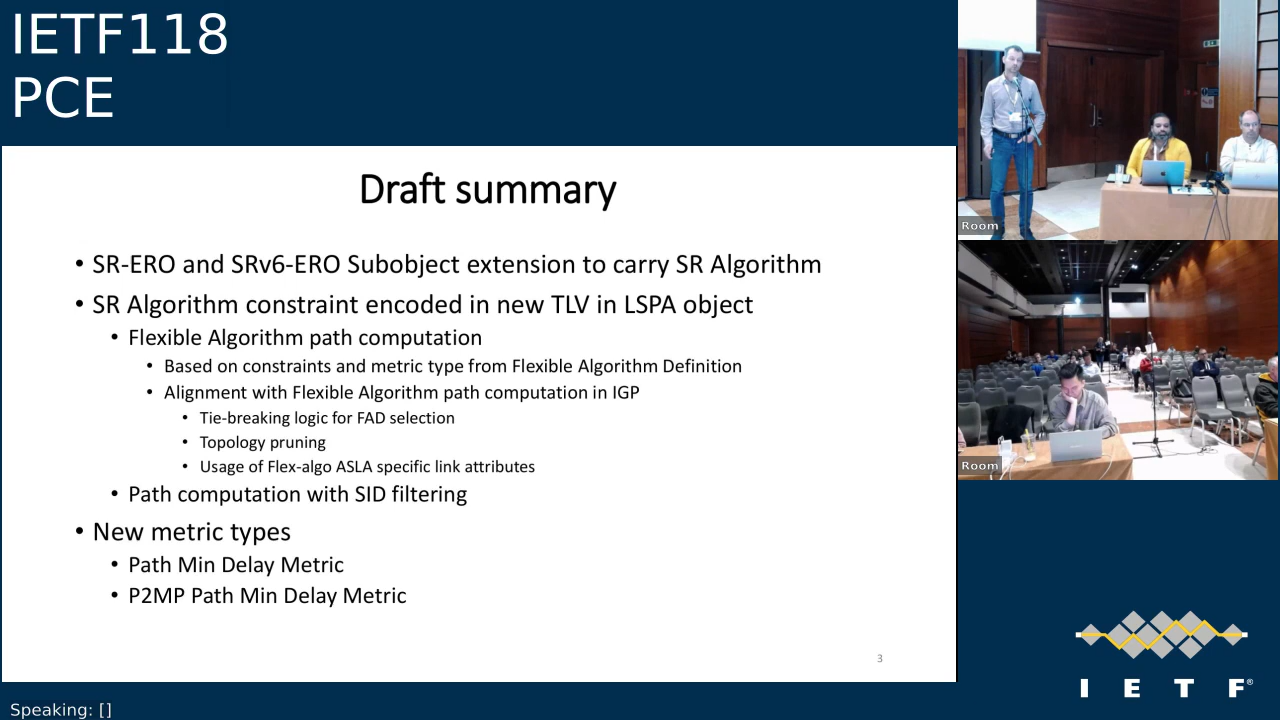 IETF118
PCE
Draft summary
• SR-ERO and SRv6-ERO Subobject extension to carry SR Algorithm
• SR Algorithm constraint encoded in new TLV in LSPA object
• Flexible Algorithm path computation
• Based on constraints and metric type from Flexible Algorithm Definition
• Alignment with Flexible Algorithm path computation in IGP
• Tie-breaking logic for FAD selection
• Topology pruning
• Usage of Flex-algo ASLA specific link attributes
• Path computation with SID filtering
• New metric types
• Path Min Delay Metric
• P2MP Path Min Delay Metric
3
Room
Room
I E T F®
Speaking: []